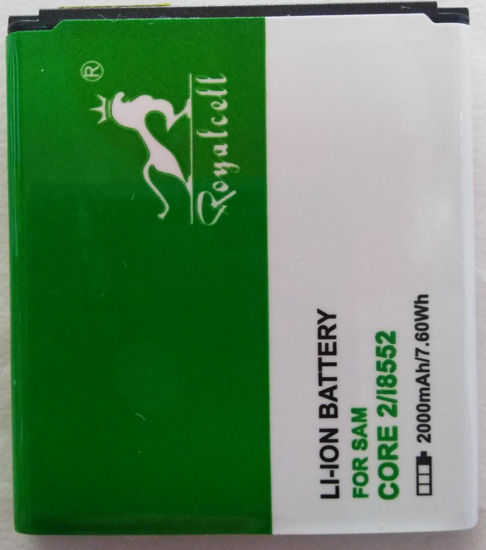 ®
Royalcell
LI-ION BATTERY
FOR SAM
CORE 2/I8552
2000mAh/7.60Wh